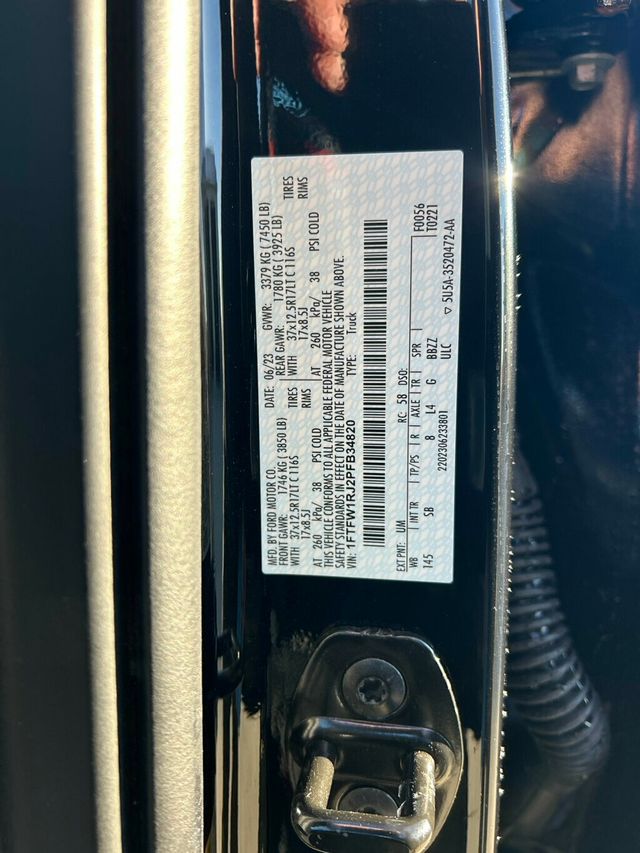 MFD. BY FORD MOTOR CO.
DATE: 06/23 GVWR: 3379 KG ( 7450 LB)
FRONT GAWR: 1746 KG ( 3850 LB)
REAR GAWR: 1780 KG ( 3925 LB)
WITH 37x12.5R17LT C 116S TIRES
WITH 37x12.5R17LT C 116S TIRES
17x8.5J RIMS
17x8.5J RIMS
AT 260 kPa/ 38 PSI COLD
AT 260 kPa/ 38 PSI COLD
THIS VEHICLE CONFORMS TO ALL APPLICABLE FEDERAL MOTOR VEHICLE
SAFETY STANDARDS IN EFFECT ON THE DATE OF MANUFACTURE SHOWN ABOVE.
VIN: 1FTFW1RJ2PFB34820 TYPE: Truck
F0056
T0221
EXT PNT: UM RC: 58 DSO:
WB INT TR TP/PS R AXLE TR SPR
145 SB 8 L4 G BBZZ
2202306233801 ULC
▽ 5U5A-3520472-AA